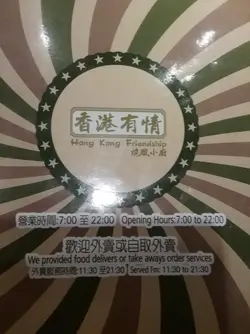 香港有情
Hong Kong Friendship
燒臘小廚
營業時間:7:00 至 22:00 Opening Hours:7:00 to 22:00
歡迎外賣或自取外賣
We provided food delivers or take aways order services
外賣服務時間:11:30 至21:30 Served Fm: 11:30 to 21:30